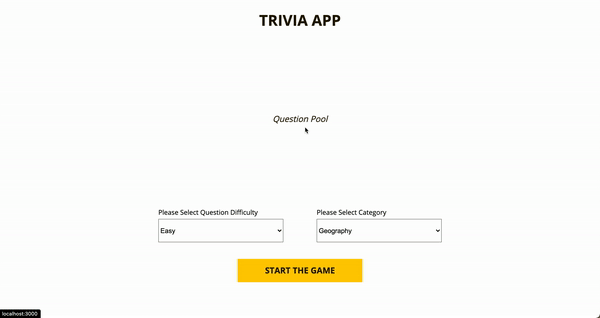 TRIVIA APP
Question Pool
Please Select Question Difficulty
Please Select Category
Easy
Geography
START THE GAME
localhost:3000